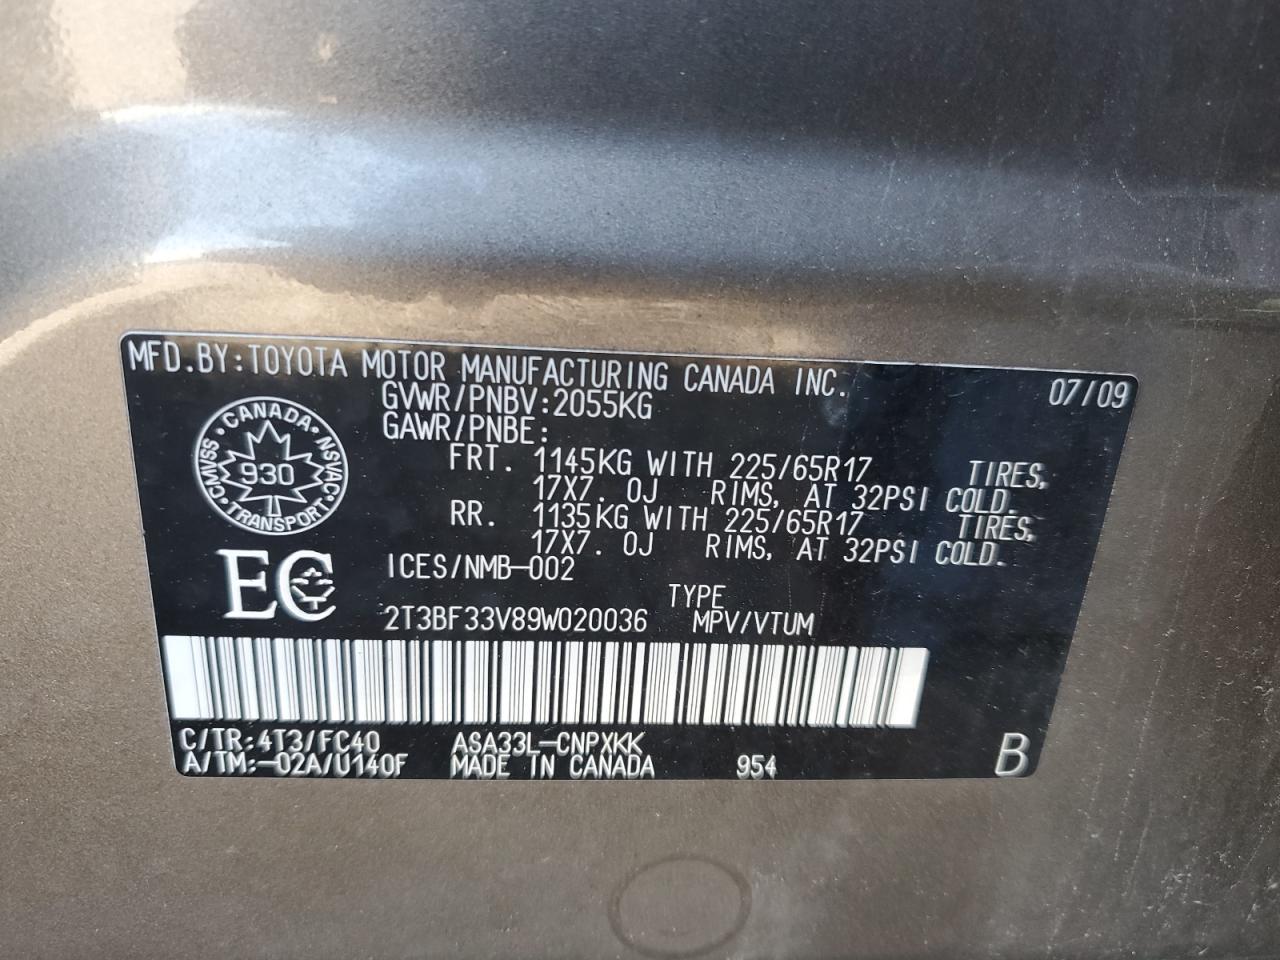 MFD.BY:TOYOTA MOTOR MANUFACTURING CANADA INC. 07/09
GVWR/PNBV:2055KG
GAWR/PNBE:
FRT. 1145KG WITH 225/65R17 TIRES,
17X7.0J RIMS, AT 32PSI COLD.
RR. 1135KG WITH 225/65R17 TIRES,
17X7.0J RIMS, AT 32PSI COLD.
CANADA
CMVSS 930 NSVAC
TRANSPORT
EC
ICES/NMB-002
TYPE
2T3BF33V89W020036 MPV/VTUM
C/TR:4T3/FC40 ASA33L-CNPXKK
A/TM:-02A/U140F MADE IN CANADA 954 B